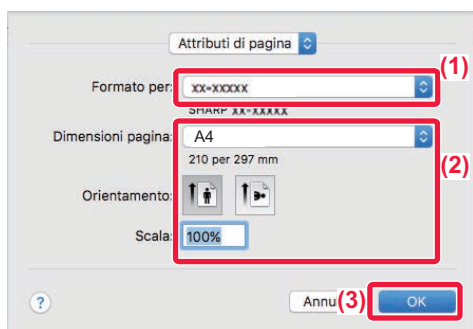 Attributi di pagina
(1)
Formato per: xx-xxxxx
SHARP xx-xxxxx
Dimensioni pagina: A4
210 per 297 mm
(2)
Orientamento:
Scala: 100%
? Annu (3) OK